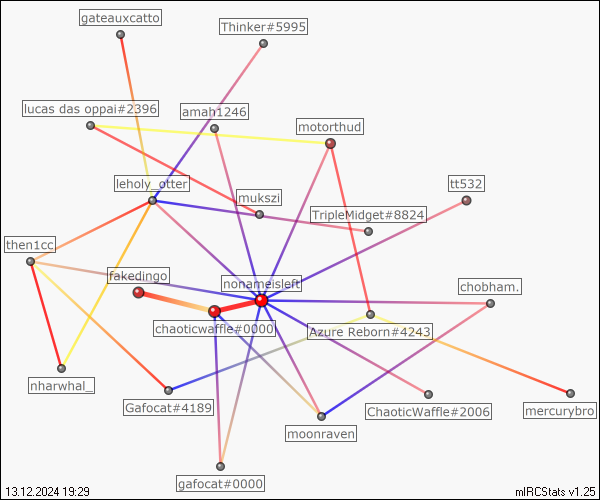 gateauxcatto
Thinker#5995
lucas das oppai#2396
amah1246
motorthud
leholy_otter
mukszi
tt532
TripleMidget#8824
then1cc
fakedingo
nonameisleft
chobham.
chaoticwaffle#0000
Azure Reborn#4243
nharwhal_
Gafocat#4189
moonraven
ChaoticWaffle#2006
mercurybro
gafocat#0000
13.12.2024 19:29
mIRCStats v1.25